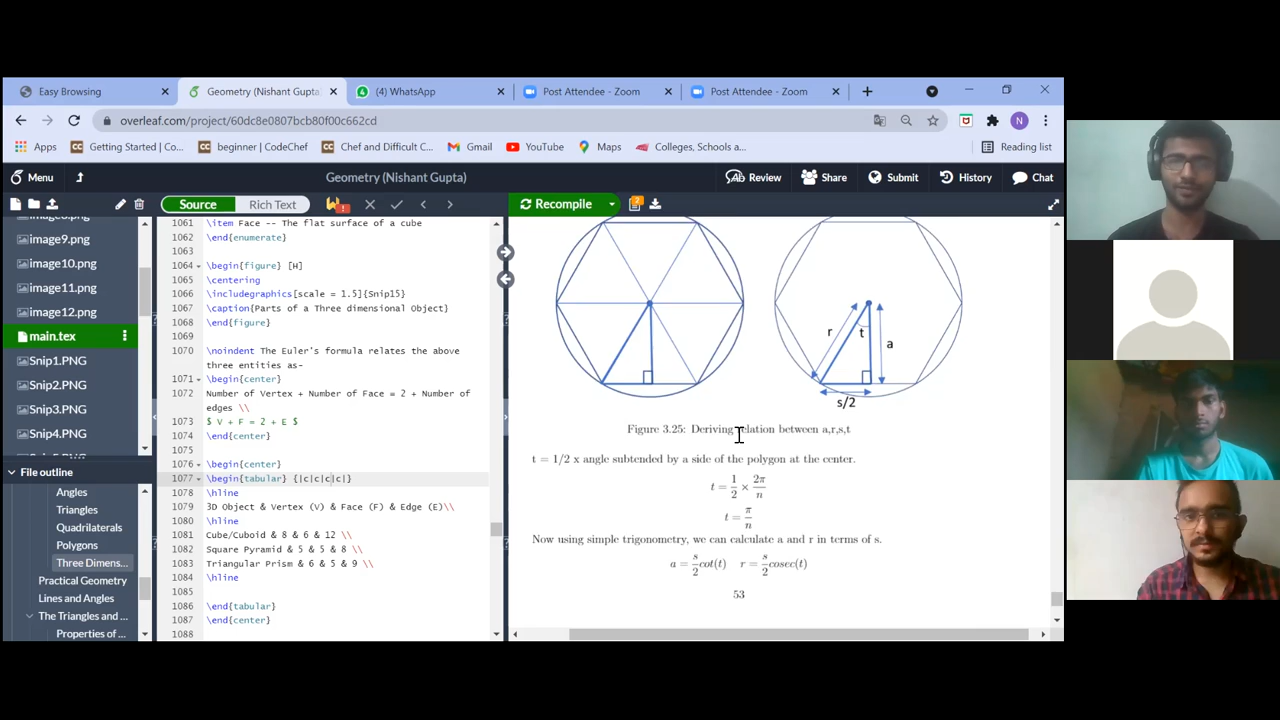 Easy Browsing
Geometry (Nishant Gupta)
(4) WhatsApp
Post Attendee - Zoom
Post Attendee - Zoom
overleaf.com/project/60dc8e0807bcb80f00c662cd
N
Apps
Getting Started | Co...
beginner | CodeChef
Chef and Difficult C...
Gmail
YouTube
Maps
Colleges, Schools a...
Reading list
Menu
Geometry (Nishant Gupta)
Review
Share
Submit
History
Chat
Source
Rich Text
Recompile
2
image9.png
image10.png
image11.png
image12.png
main.tex
Snip1.PNG
Snip2.PNG
Snip3.PNG
Snip4.PNG
File outline
Angles
Triangles
Quadrilaterals
Polygons
Three Dimens...
Practical Geometry
Lines and Angles
The Triangles and ...
Properties of
1061 \item Face -- The flat surface of a cube
1062 \end{enumerate}
1063
1064 \begin{figure} [H]
1065 \centering
1066 \includegraphics[scale = 1.5]{Snip15}
1067 \caption{Parts of a Three dimensional Object}
1068 \end{figure}
1069
1070 \noindent The Euler's formula relates the above
three entities as-
1071 \begin{center}
1072 Number of Vertex + Number of Face = 2 + Number of
edges \\
1073 $ V + F = 2 + E $
1074 \end{center}
1075
1076 \begin{center}
1077 \begin{tabular} {|c|c|c|c|}
1078 \hline
1079 3D Object & Vertex (V) & Face (F) & Edge (E)\\
1080 \hline
1081 Cube/Cuboid & 8 & 6 & 12 \\
1082 Square Pyramid & 5 & 5 & 8 \\
1083 Triangular Prism & 6 & 5 & 9 \\
1084 \hline
1085
1086 \end{tabular}
1087 \end{center}
1088
r
t
a
s/2
Figure 3.25: Deriving relation between a,r,s,t
t = 1/2 x angle subtended by a side of the polygon at the center.
t = 1/2 × 2π/n
t = π/n
Now using simple trigonometry, we can calculate a and r in terms of s.
a = s/2 cot(t) r = s/2 cosec(t)
53